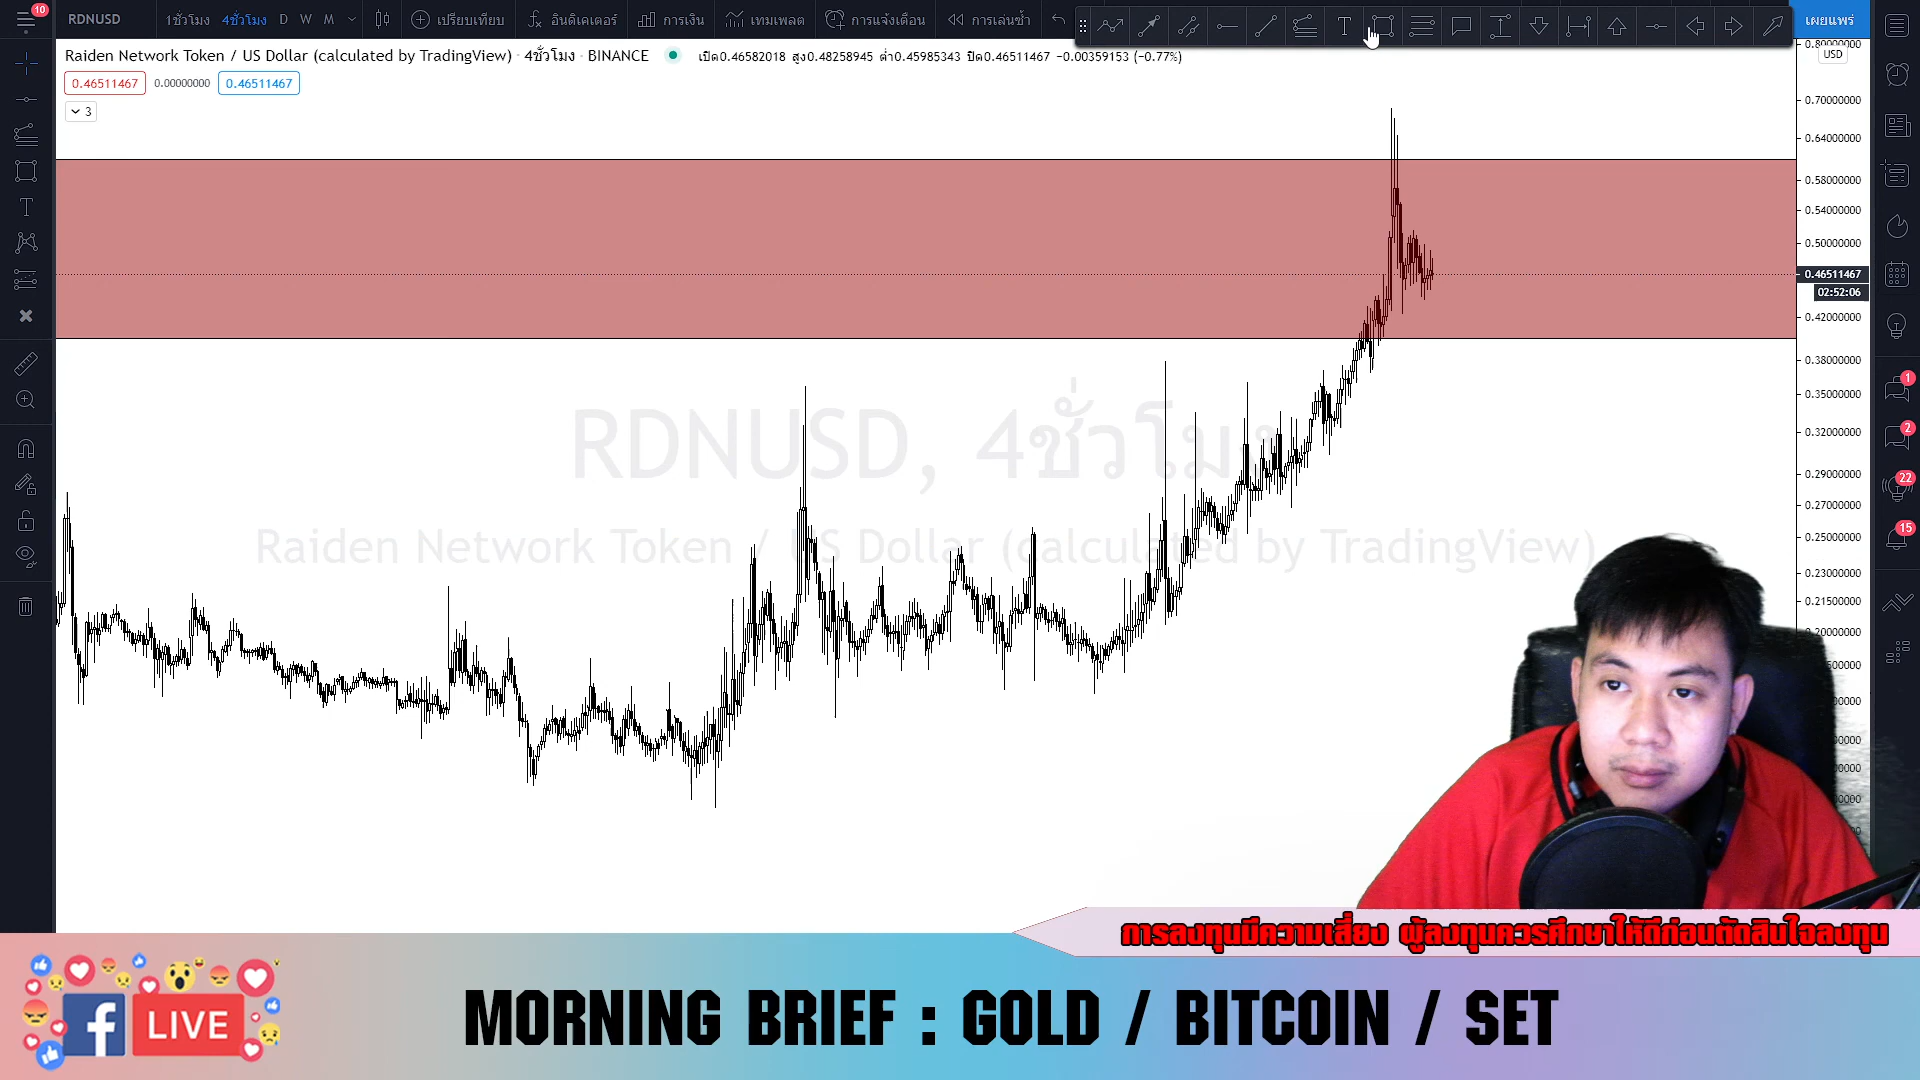 10
RDNUSD
1ชั่วโมง 4ชั่วโมง D W M
เปรียบเทียบ
อินดิเคเตอร์
การเงิน
เทมเพลต
การแจ้งเตือน
การเล่นซ้ำ
เผยแพร่
Raiden Network Token / US Dollar (calculated by TradingView) · 4ชั่วโมง · BINANCE
เปิด0.46582018 สูง0.48258945 ต่ำ0.45985343 ปิด0.46511467 −0.00359153 (−0.77%)
0.46511467 0.00000000 0.46511467
3
0.80000000
USD
0.70000000
0.64000000
0.58000000
0.54000000
0.50000000
0.46511467
02:52:06
0.42000000
0.38000000
0.35000000
0.32000000
0.29000000
0.27000000
0.25000000
0.23000000
0.21500000
0.20000000
1
2
22
15
RDNUSD, 4ชั่วโมง
Raiden Network Token / US Dollar (calculated by TradingView)
การลงทุนมีความเสี่ยง ผู้ลงทุนควรศึกษาให้ดีก่อนตัดสินใจลงทุน
f LIVE
MORNING BRIEF : GOLD / BITCOIN / SET